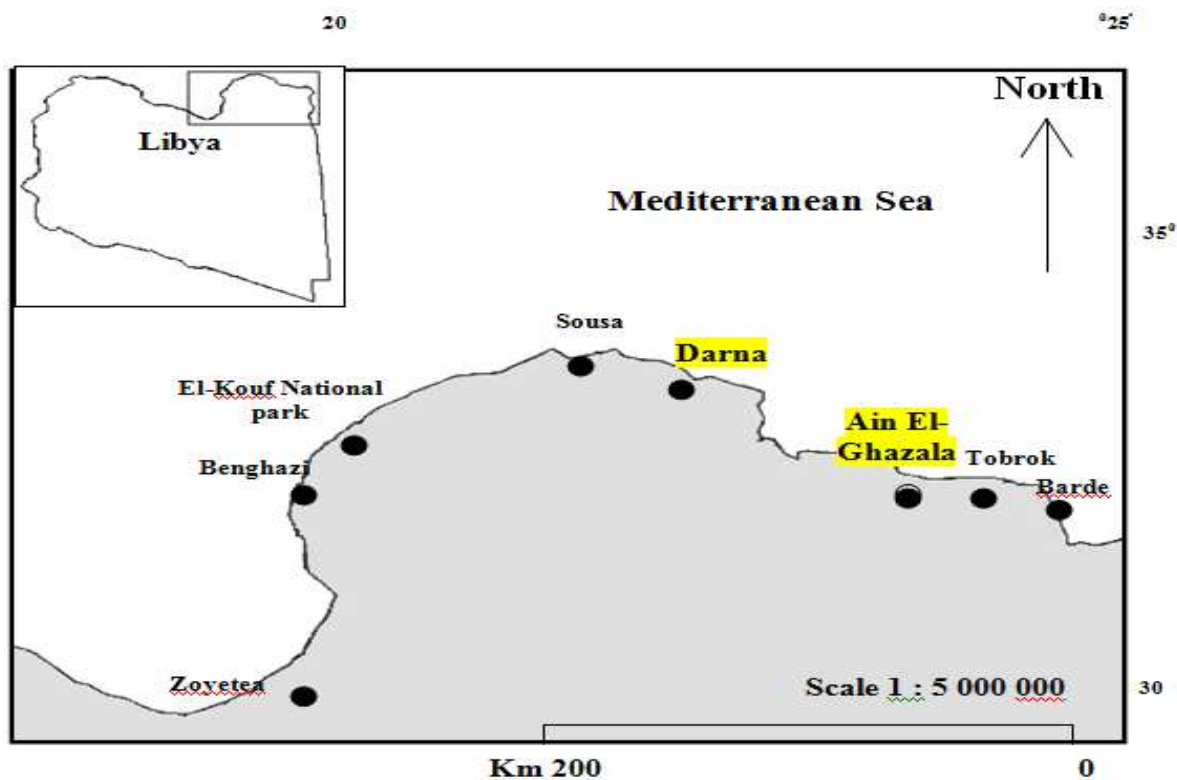 20
°25'
North
Libya
Mediterranean Sea
35⁰
Sousa
Darna
El-Kouf National
park
Ain El-
Ghazala
Tobrok
Benghazi
Barde
Zoyetea
Scale 1 : 5 000 000
30
Km 200
0